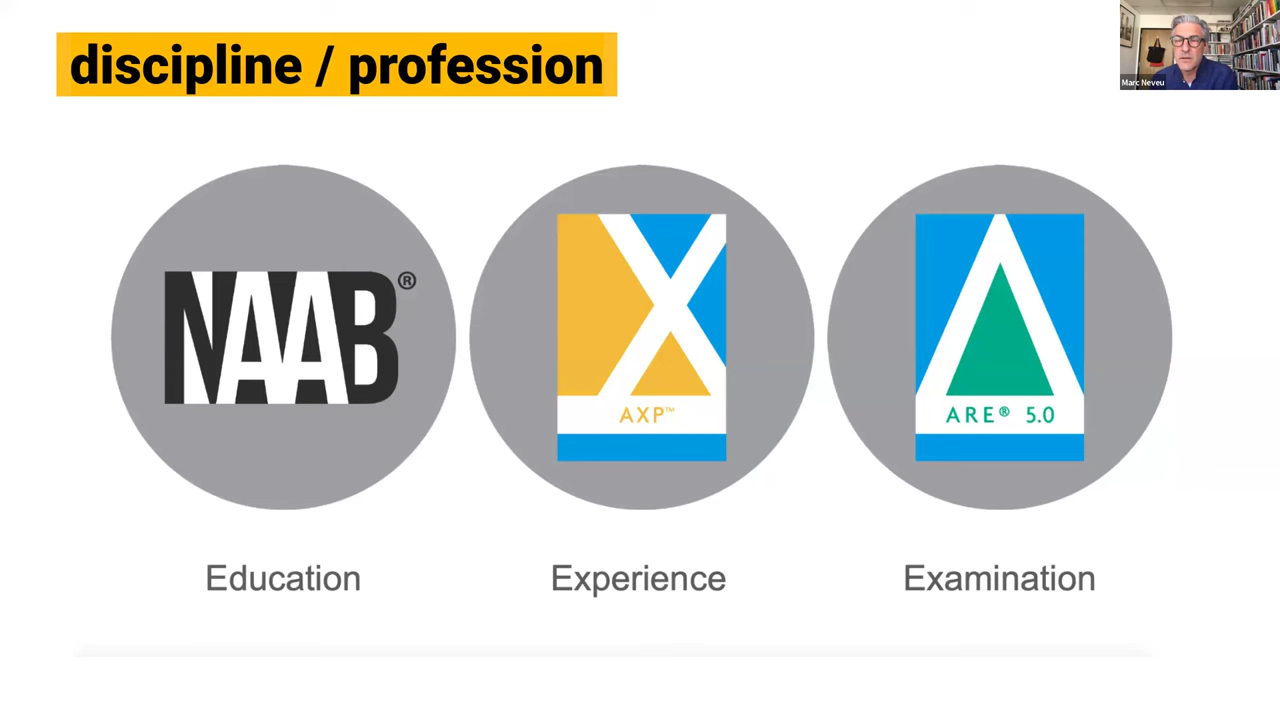 discipline / profession
Marc Neveu
NAAB®
AXP™
ARE® 5.0
Education
Experience
Examination